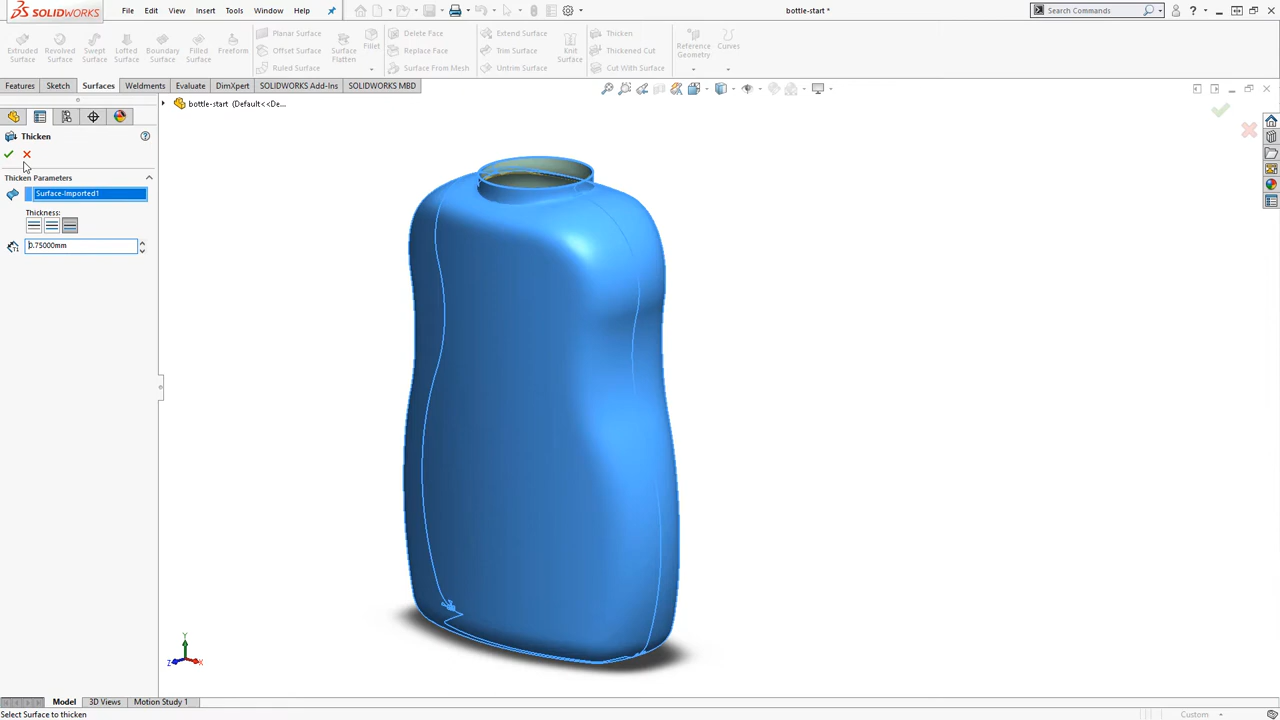 SOLIDWORKS File Edit View Insert Tools Window Help bottle-start * Search Commands ?
Extruded Surface
Revolved Surface
Swept Surface
Lofted Surface
Boundary Surface
Filled Surface
Freeform
Planar Surface
Offset Surface
Ruled Surface
Surface Flatten
Fillet
Delete Face
Replace Face
Surface From Mesh
Extend Surface
Trim Surface
Untrim Surface
Knit Surface
Thicken
Thickened Cut
Cut With Surface
Reference Geometry
Curves
Features Sketch Surfaces Weldments Evaluate DimXpert SOLIDWORKS Add-Ins SOLIDWORKS MBD
bottle-start (Default<<De...
Thicken
Thicken Parameters
Surface-Imported1
Thickness:
0.75000mm
Y
Z X
Model 3D Views Motion Study 1
Select Surface to thicken Custom